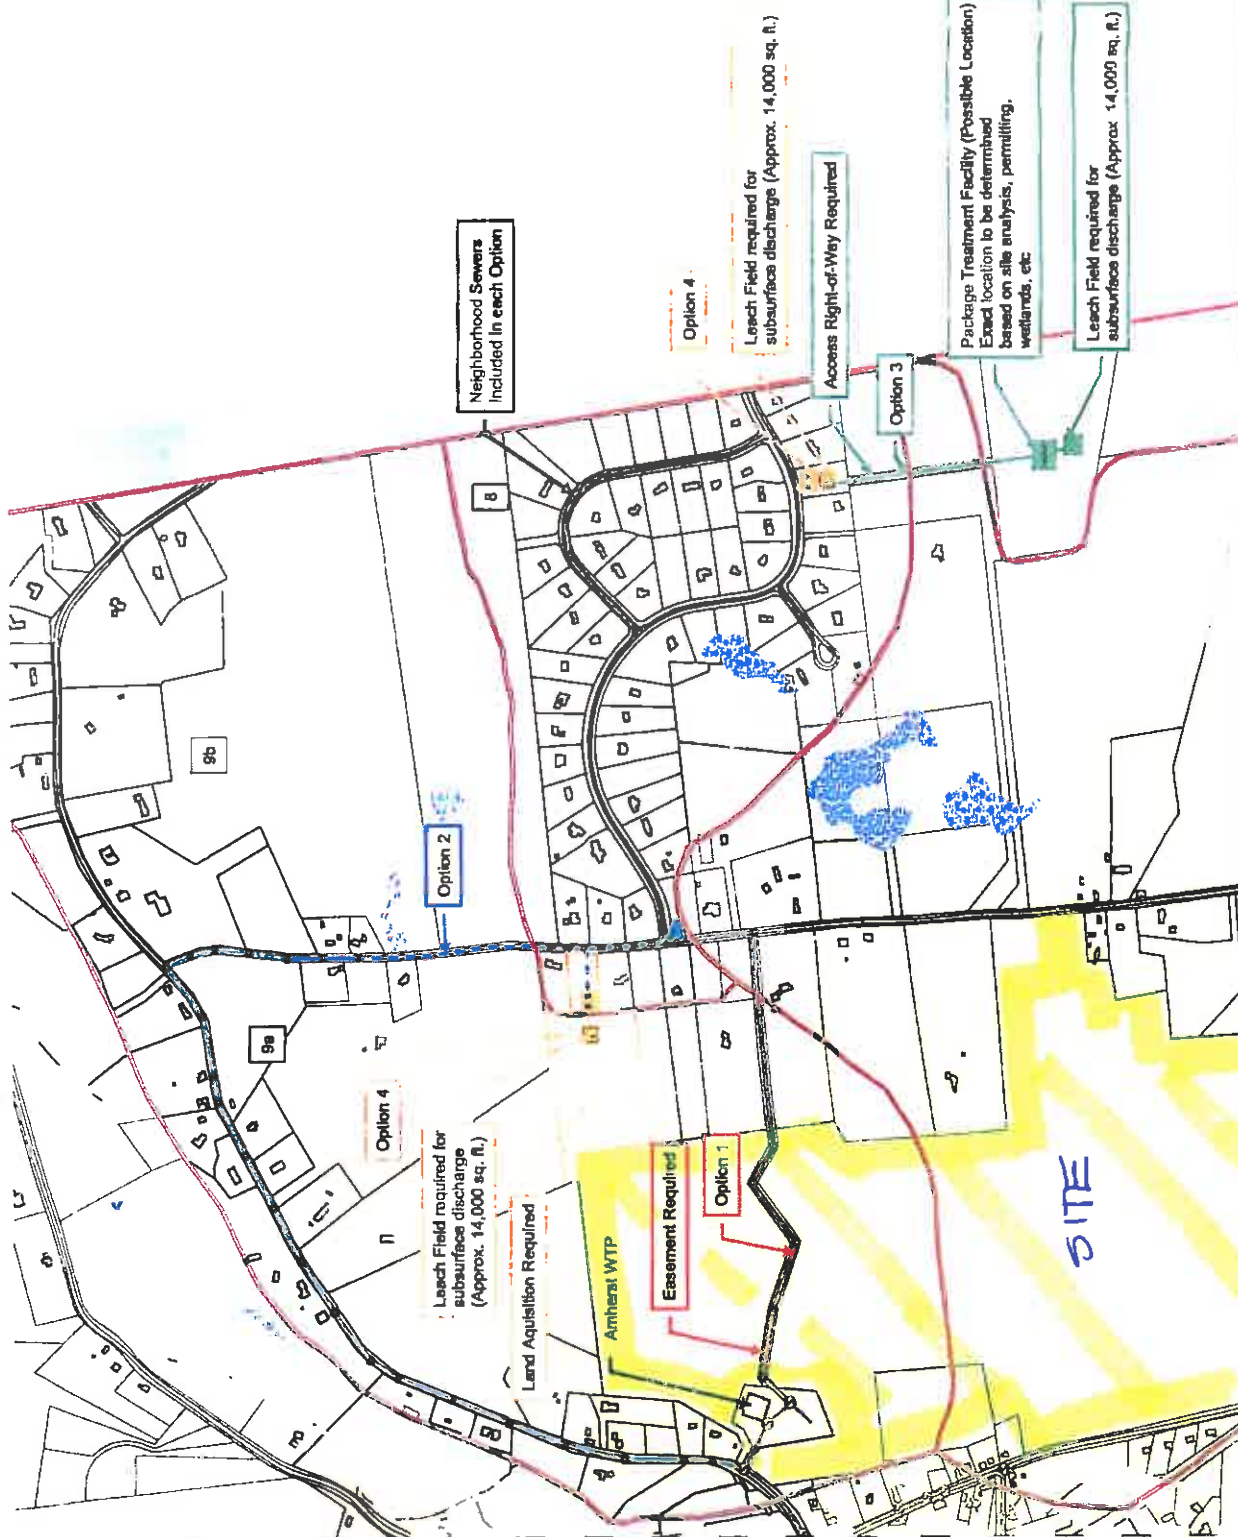 Neighborhood Sewers
Included in each Option
Option 4
Leach Field required for
subsurface discharge (Approx. 14,000 sq. ft.)
Access Right-of-Way Required
Option 3
Package Treatment Facility (Possible Location)
Exact location to be determined
based on site analysis, permitting,
wetlands, etc
Leach Field required for
subsurface discharge (Approx 14,000 sq. ft.)
8
9b
Option 2
9a
Option 4
Leach Field required for
subsurface discharge
(Approx. 14,000 sq. ft.)
Land Aquisition Required
Amherst WTP
Easement Required
Option 1
SITE